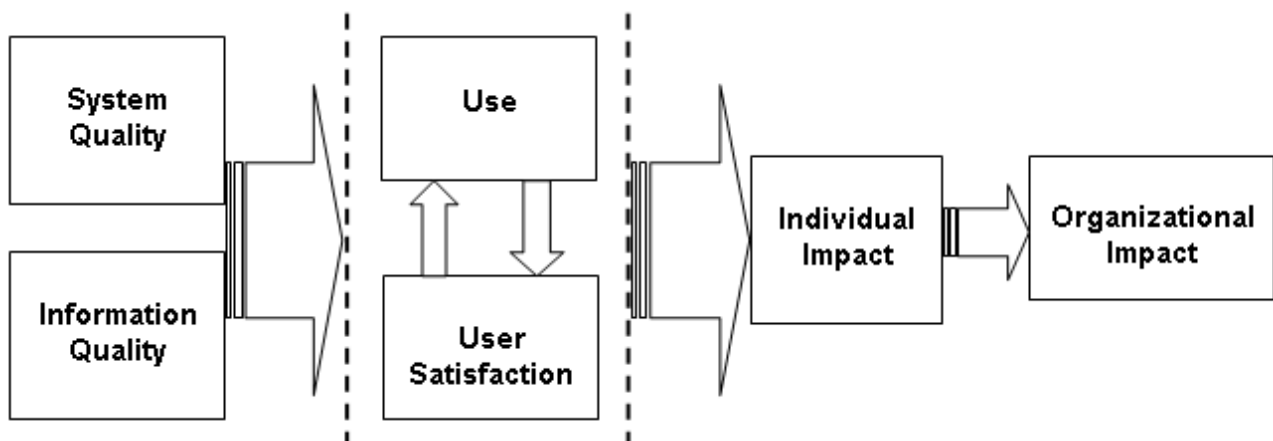 System
Quality
Information
Quality
Use
User
Satisfaction
Individual
Impact
Organizational
Impact